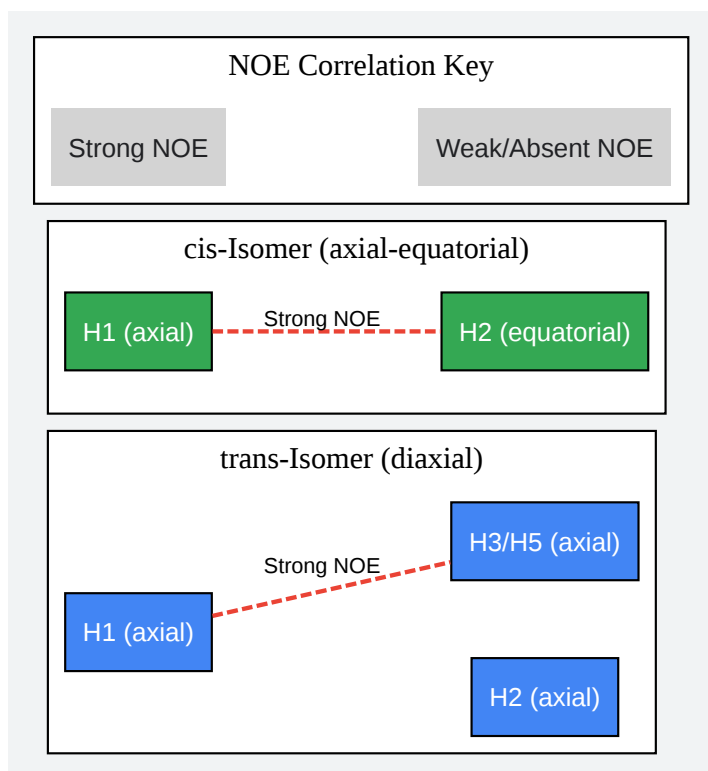 NOE Correlation Key
Strong NOE
Weak/Absent NOE
cis-Isomer (axial-equatorial)
H1 (axial)
Strong NOE
H2 (equatorial)
trans-Isomer (diaxial)
H3/H5 (axial)
Strong NOE
H1 (axial)
H2 (axial)